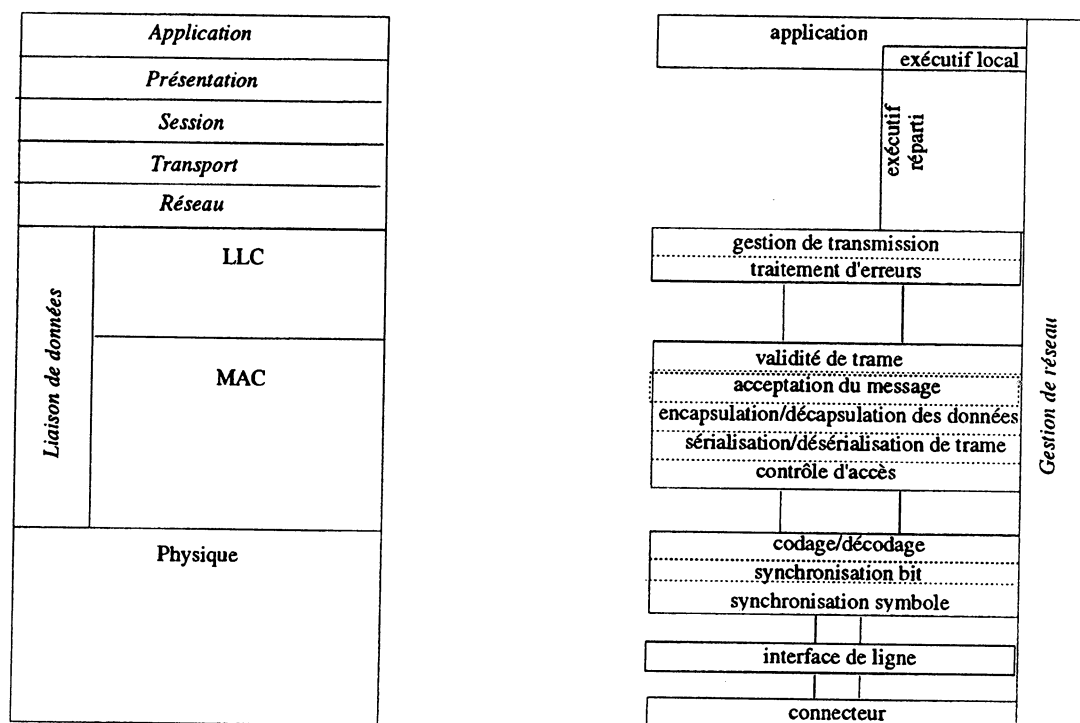 Application
Présentation
Session
Transport
Réseau
Liaison de données
LLC
MAC
Physique
application
exécutif local
exécutif
réparti
gestion de transmission
traitement d'erreurs
validité de trame
acceptation du message
encapsulation/décapsulation des données
sérialisation/désérialisation de trame
contrôle d'accès
codage/décodage
synchronisation bit
synchronisation symbole
interface de ligne
connecteur
Gestion de réseau